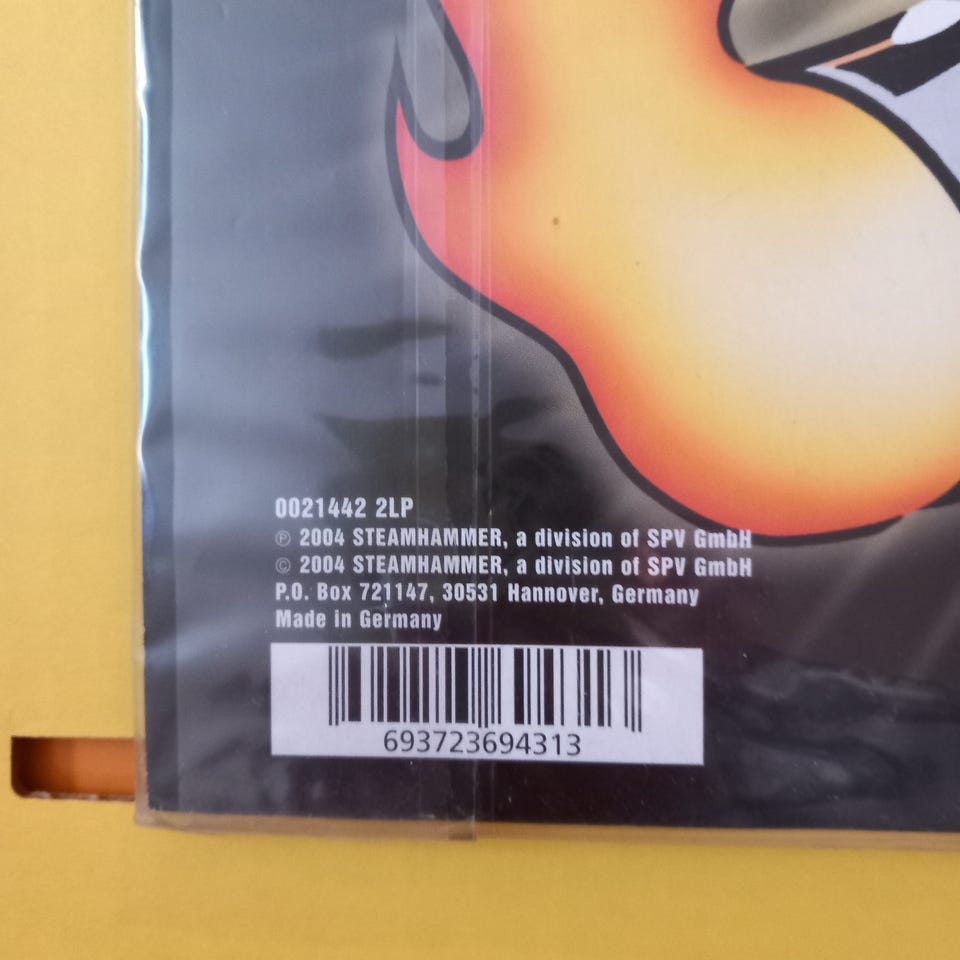 0021442 2LP
℗ 2004 STEAMHAMMER, a division of SPV GmbH
© 2004 STEAMHAMMER, a division of SPV GmbH
P.O. Box 721147, 30531 Hannover, Germany
Made in Germany
693723694313